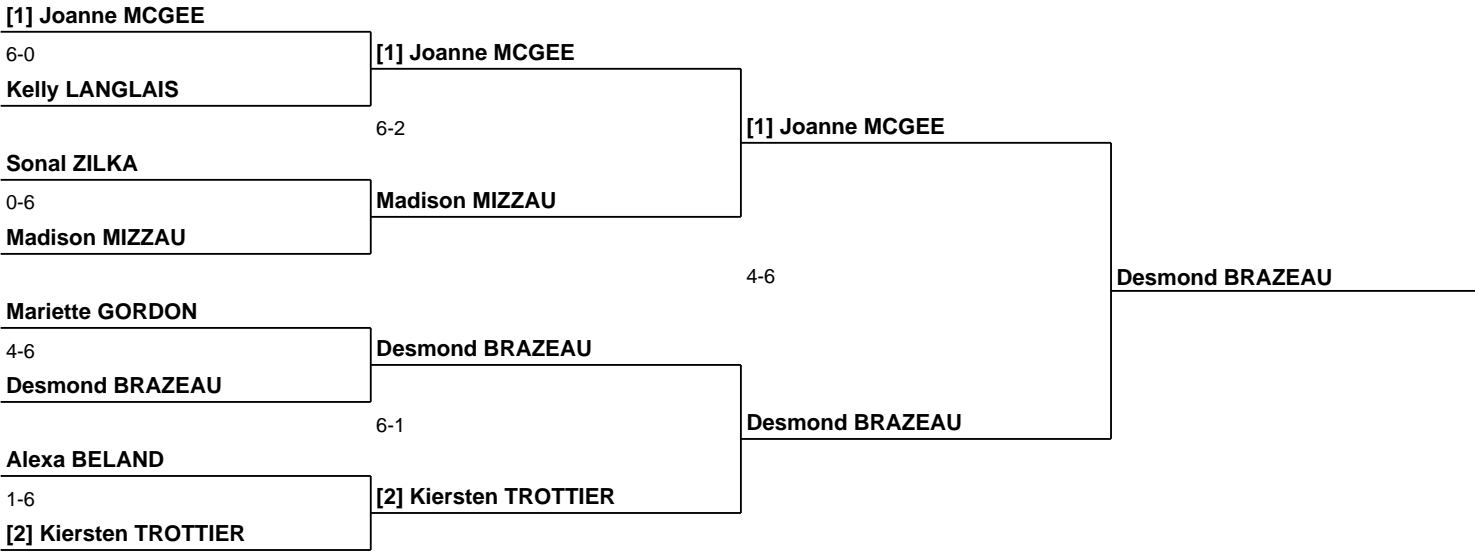 [1] Joanne MCGEE
6-0
[1] Joanne MCGEE
Kelly LANGLAIS
6-2
[1] Joanne MCGEE
Sonal ZILKA
0-6
Madison MIZZAU
Madison MIZZAU
4-6
Desmond BRAZEAU
Mariette GORDON
4-6
Desmond BRAZEAU
Desmond BRAZEAU
6-1
Desmond BRAZEAU
Alexa BELAND
1-6
[2] Kiersten TROTTIER
[2] Kiersten TROTTIER